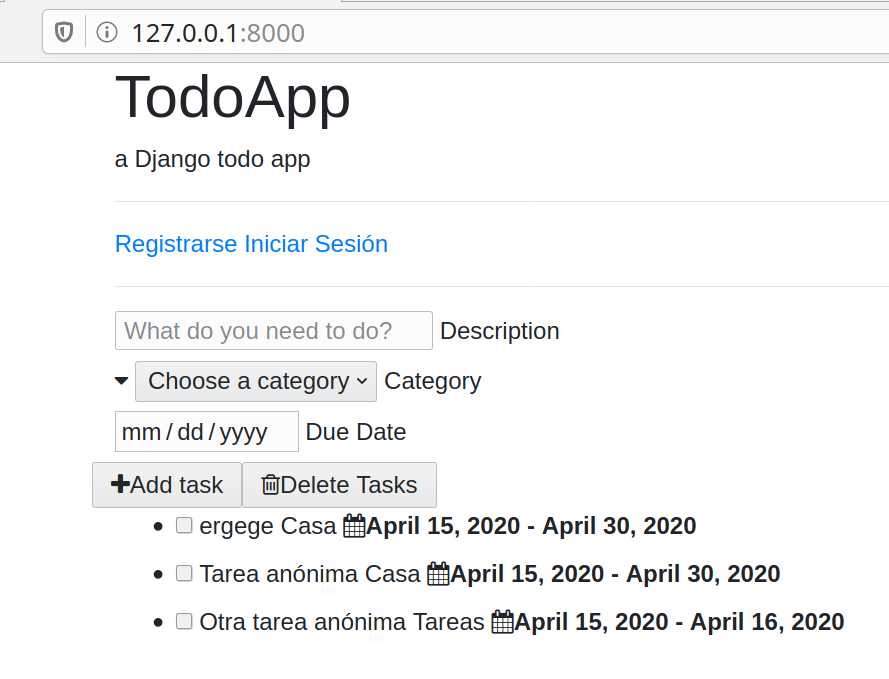 127.0.0.1:8000
TodoApp
a Django todo app
Registrarse Iniciar Sesión
What do you need to do? Description
Choose a category Category
mm / dd / yyyy Due Date
Add task Delete Tasks
ergege Casa April 15, 2020 - April 30, 2020
Tarea anónima Casa April 15, 2020 - April 30, 2020
Otra tarea anónima Tareas April 15, 2020 - April 16, 2020